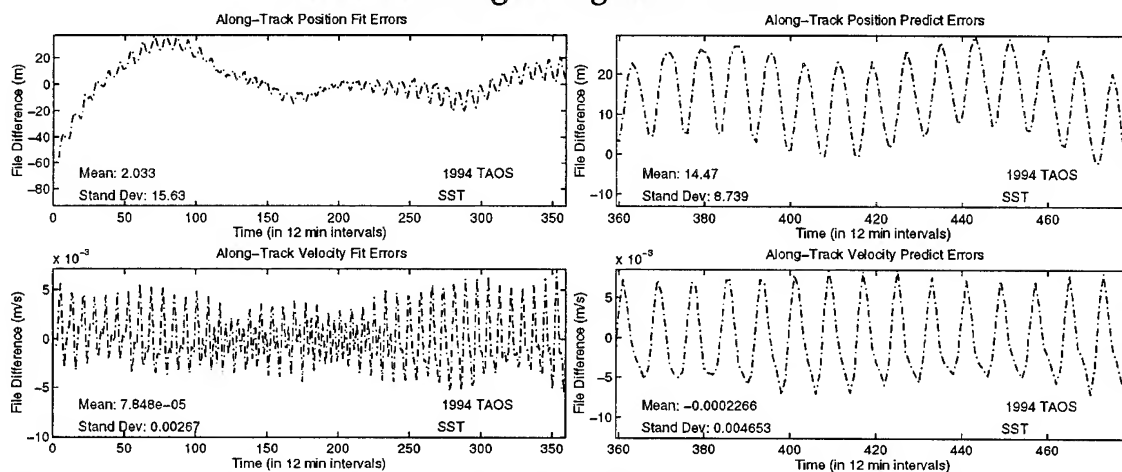 Along-Track Position Fit Errors
File Difference (m)
20
0
-20
-40
-60
-80
Mean: 2.033
Stand Dev: 15.63
1994 TAOS
SST
0 50 100 150 200 250 300 350
Time (in 12 min intervals)
Along-Track Position Predict Errors
File Difference (m)
20
10
0
-10
Mean: 14.47
Stand Dev: 8.739
1994 TAOS
SST
360 380 400 420 440 460
Time (in 12 min intervals)
x 10⁻³
Along-Track Velocity Fit Errors
File Difference (m/s)
5
0
-5
-10
Mean: 7.848e-05
Stand Dev: 0.00267
1994 TAOS
SST
0 50 100 150 200 250 300 350
Time (in 12 min intervals)
x 10⁻³
Along-Track Velocity Predict Errors
File Difference (m/s)
5
0
-5
-10
Mean: -0.0002266
Stand Dev: 0.004653
1994 TAOS
SST
360 380 400 420 440 460
Time (in 12 min intervals)